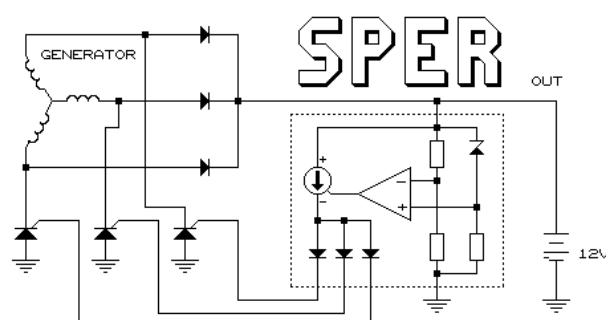 SPER
GENERATOR
OUT
+
−
−
+
12V